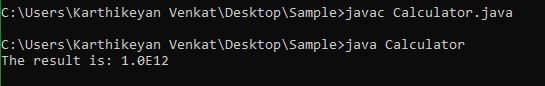 C:\Users\Karthikeyan Venkat\Desktop\Sample>javac Calculator.java
C:\Users\Karthikeyan Venkat\Desktop\Sample>java Calculator
The result is: 1.0E12